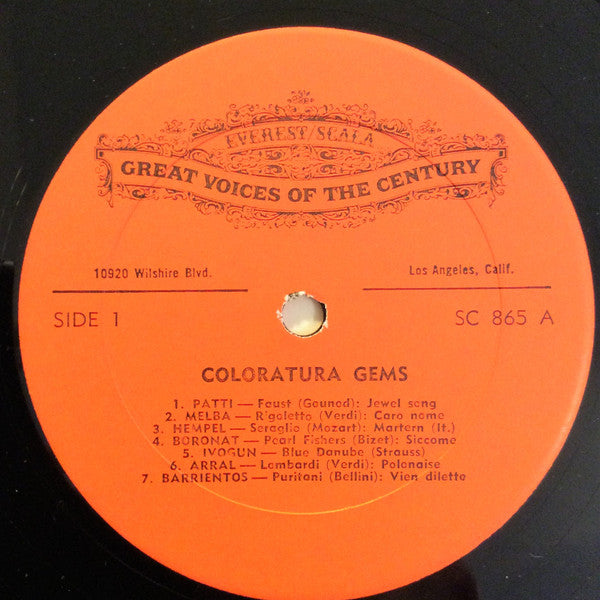 EVEREST/SCALA
GREAT VOICES OF THE CENTURY
10920 Wilshire Blvd. Los Angeles, Calif.
SIDE 1 SC 865 A
COLORATURA GEMS
1. PATTI — Faust (Gounod): Jewel song
2. MELBA — Rigoletto (Verdi): Caro nome
3. HEMPEL — Seraglio (Mozart): Martern (It.)
4. BORONAT — Pearl Fishers (Bizet): Siccome
5. IVOGUN — Blue Danube (Strauss)
6. ARRAL — Lombardi (Verdi): Polonaise
7. BARRIENTOS — Puritani (Bellini): Vien diletto